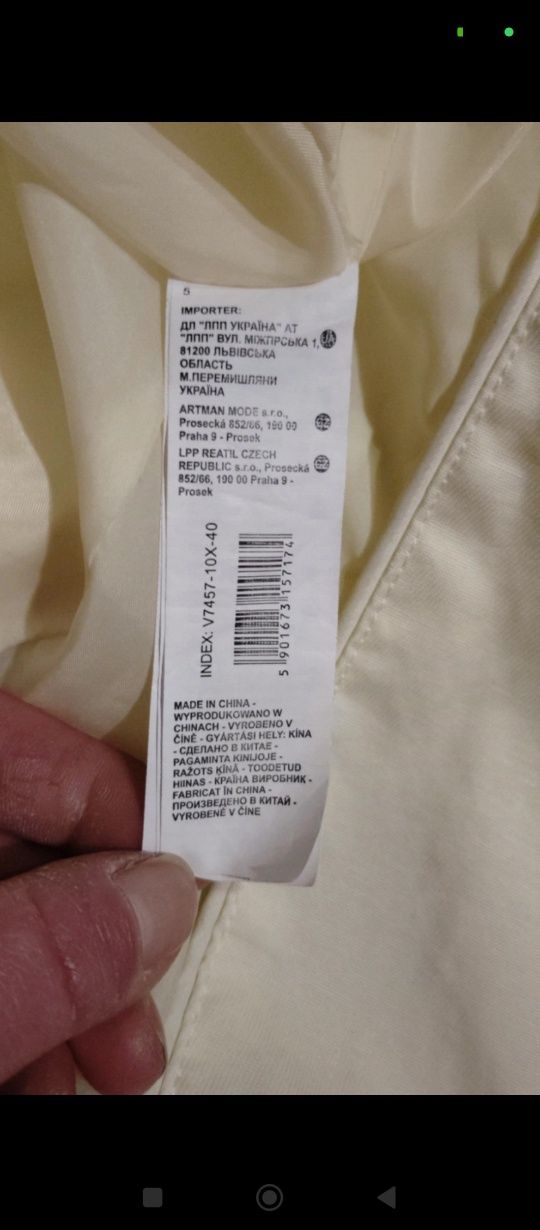 5
IMPORTER:
ДП "ЛПП УКРАЇНА" АТ
"ЛПП" ВУЛ. МІЖГІРСЬКА 1,
81200 ЛЬВІВСЬКА
ОБЛАСТЬ
М.ПЕРЕМИШЛЯНИ
УКРАЇНА
ARTMAN MODE s.r.o.,
Prosecká 852/66, 190 00
Praha 9 - Prosek
LPP REATIL CZECH
REPUBLIC s.r.o., Prosecká
852/66, 190 00 Praha 9 -
Prosek
INDEX: V7457-10X-40
5 901673 157174
MADE IN CHINA -
WYPRODUKOWANO W
CHINACH - VYROBENO V
ČÍNĚ - GYÁRTÁSI HELY: KÍNA
- СДЕЛАНО В КИТАЕ -
PAGAMINTA KINIJOJE -
RAŽOTS ĶĪNĀ - TOODETUD
HIINAS - КРАЇНА ВИРОБНИК -
FABRICAT ÎN CHINA -
ПРОИЗВЕДЕНО В КИТАЙ -
VYROBENÉ V ČÍNE